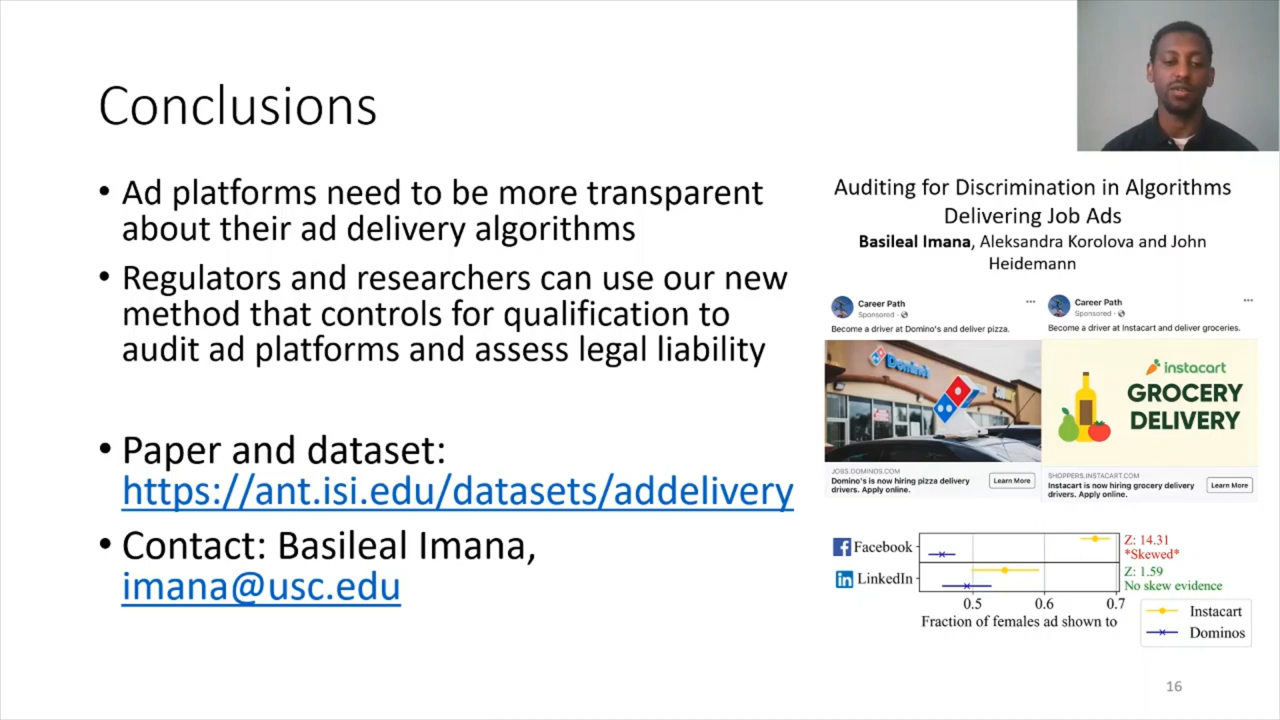 Conclusions
• Ad platforms need to be more transparent
about their ad delivery algorithms
• Regulators and researchers can use our new
method that controls for qualification to
audit ad platforms and assess legal liability
• Paper and dataset:
https://ant.isi.edu/datasets/addelivery
• Contact: Basileal Imana,
imana@usc.edu
Auditing for Discrimination in Algorithms
Delivering Job Ads
Basileal Imana, Aleksandra Korolova and John
Heidemann
Career Path
Sponsored ·
Become a driver at Domino's and deliver pizza.
Domino's
JOBS.DOMINOS.COM
Domino's is now hiring pizza delivery
drivers. Apply online.
Learn More
Career Path
Sponsored ·
Become a driver at Instacart and deliver groceries.
instacart
GROCERY
DELIVERY
SHOPPERS.INSTACART.COM
Instacart is now hiring grocery delivery
drivers. Apply online.
Learn More
Facebook
LinkedIn
Z: 14.31
*Skewed*
Z: 1.59
No skew evidence
0.5 0.6 0.7
Fraction of females ad shown to
Instacart
Dominos
16